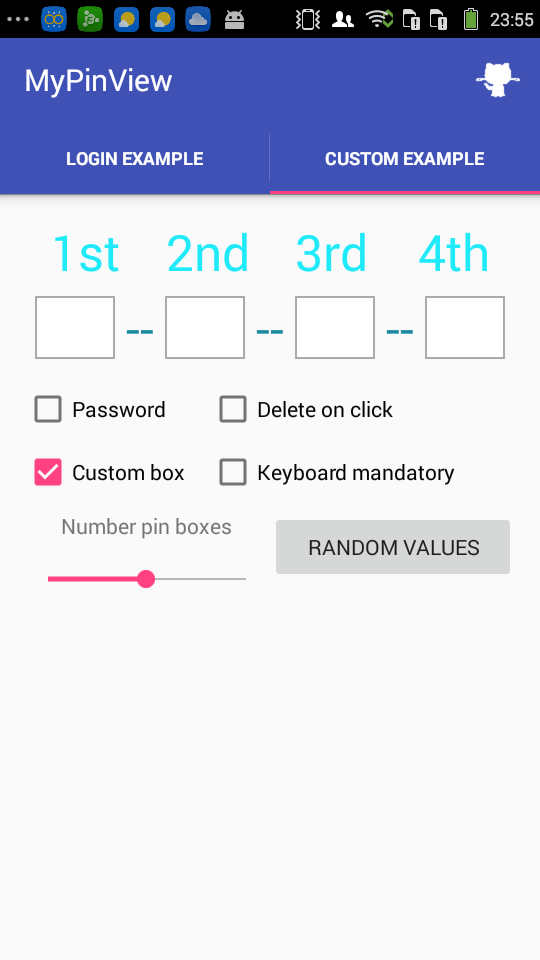 23:55
MyPinView
LOGIN EXAMPLE CUSTOM EXAMPLE
1st 2nd 3rd 4th
-- -- --
Password Delete on click
Custom box Keyboard mandatory
Number pin boxes
RANDOM VALUES